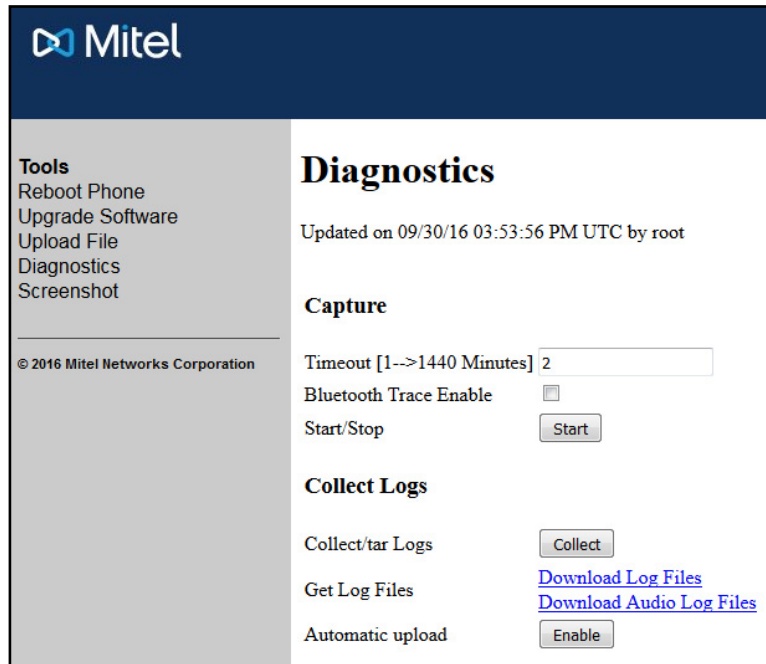 Mitel
Tools
Reboot Phone
Upgrade Software
Upload File
Diagnostics
Screenshot
© 2016 Mitel Networks Corporation
Diagnostics
Updated on 09/30/16 03:53:56 PM UTC by root
Capture
Timeout [1-->1440 Minutes] 2
Bluetooth Trace Enable
Start/Stop Start
Collect Logs
Collect/tar Logs Collect
Get Log Files
Download Log Files
Download Audio Log Files
Automatic upload Enable